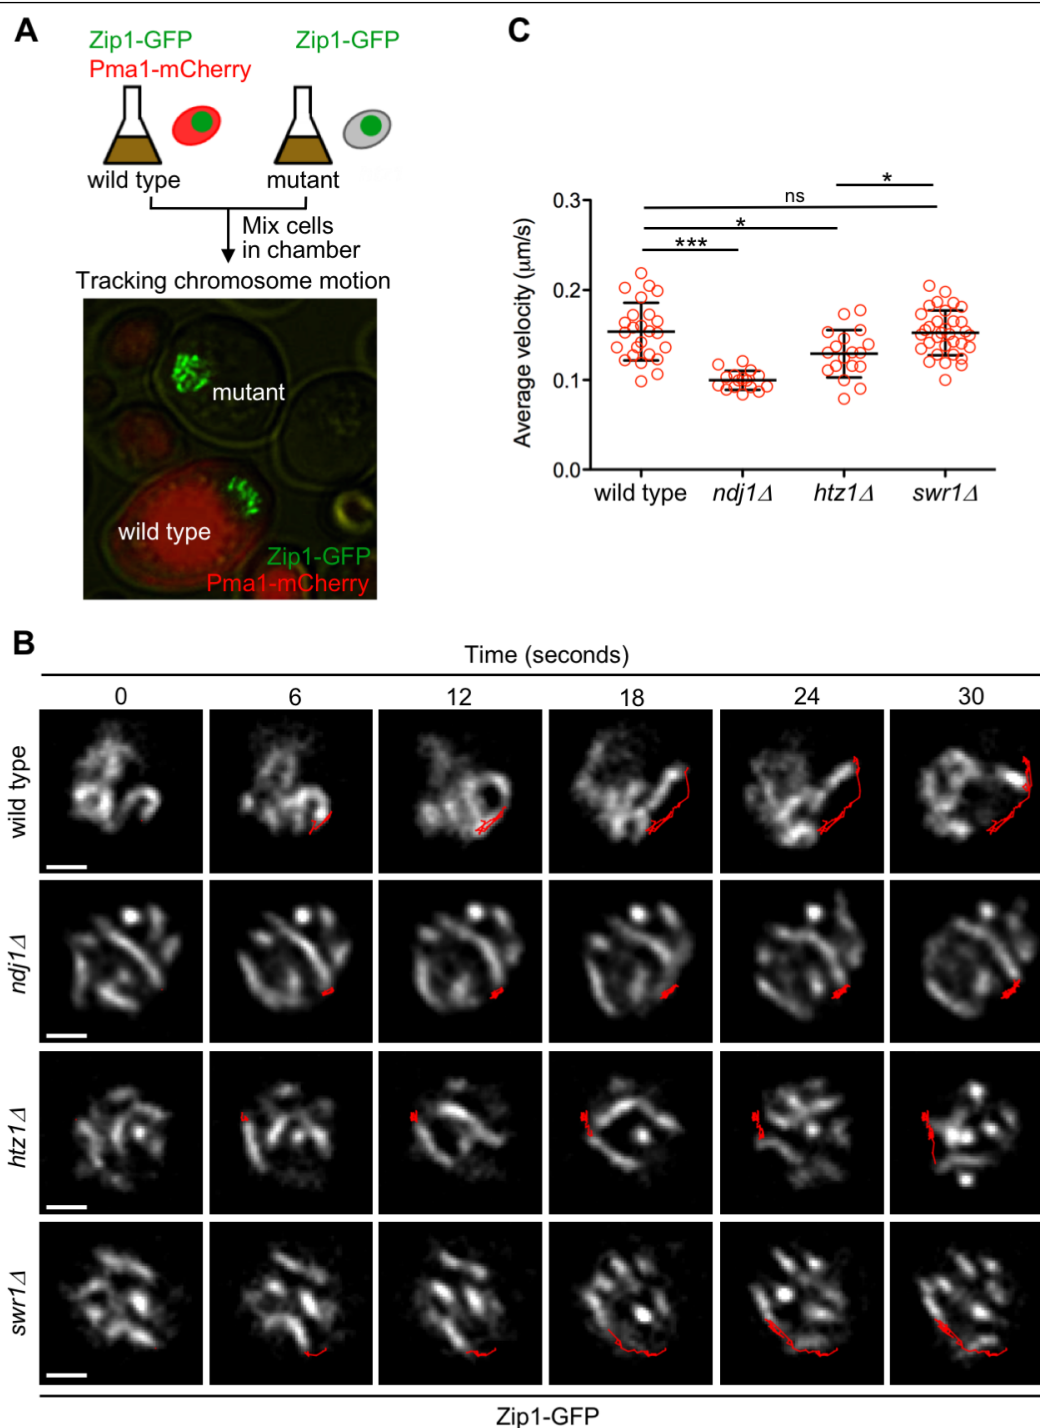 A
Zip1-GFP
Pma1-mCherry
Zip1-GFP
wild type
mutant
Mix cells
in chamber
Tracking chromosome motion
mutant
wild type
Zip1-GFP
Pma1-mCherry
C
Average velocity (μm/s)
0.3
0.2
0.1
0.0
*
ns
*
***
wild type
ndj1Δ
htz1Δ
swr1Δ
B
Time (seconds)
0 6 12 18 24 30
wild type
ndj1Δ
htz1Δ
swr1Δ
Zip1-GFP